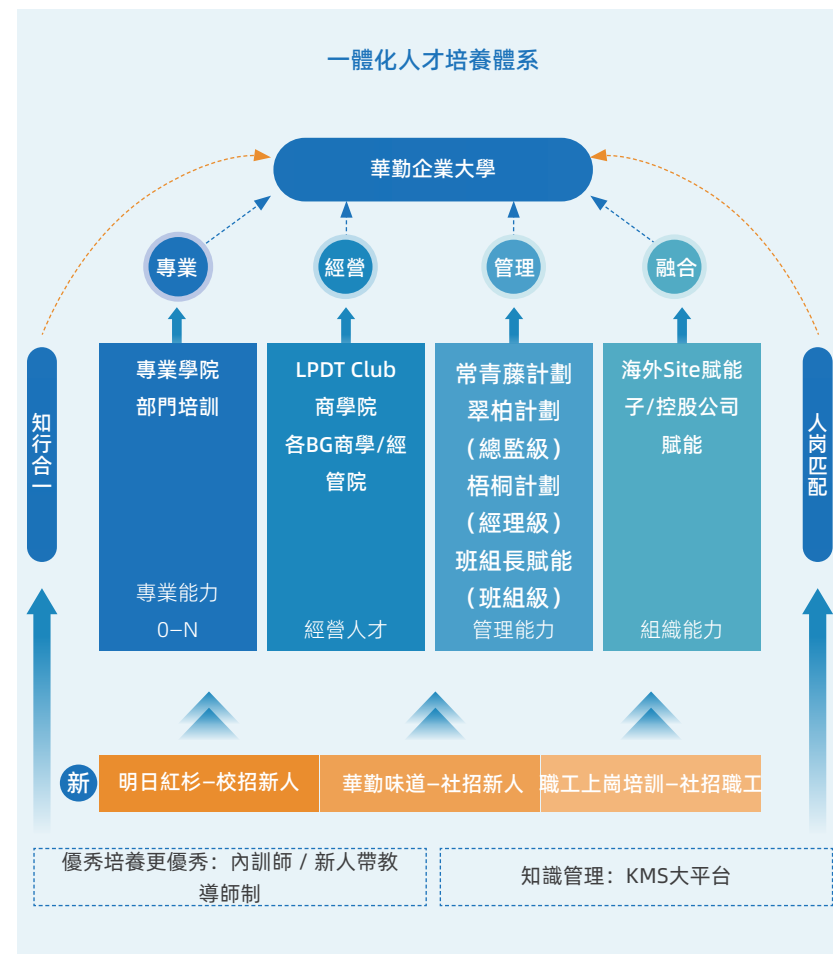 一體化人才培養體系
華勤企業大學
專業
經營
管理
融合
知行合一
專業學院
部門培訓
專業能力
0–N
LPDT Club
商學院
各BG商學/經
管院
經營人才
常青藤計劃
翠柏計劃
(總監級)
梧桐計劃
(經理級)
班組長賦能
(班組級)
管理能力
海外Site賦能
子/控股公司
賦能
組織能力
人岗匹配
新
明日紅杉–校招新人
華勤味道–社招新人
職工上崗培訓–社招職工
優秀培養更優秀：內訓師 / 新人帶教
導師制
知識管理：KMS大平台